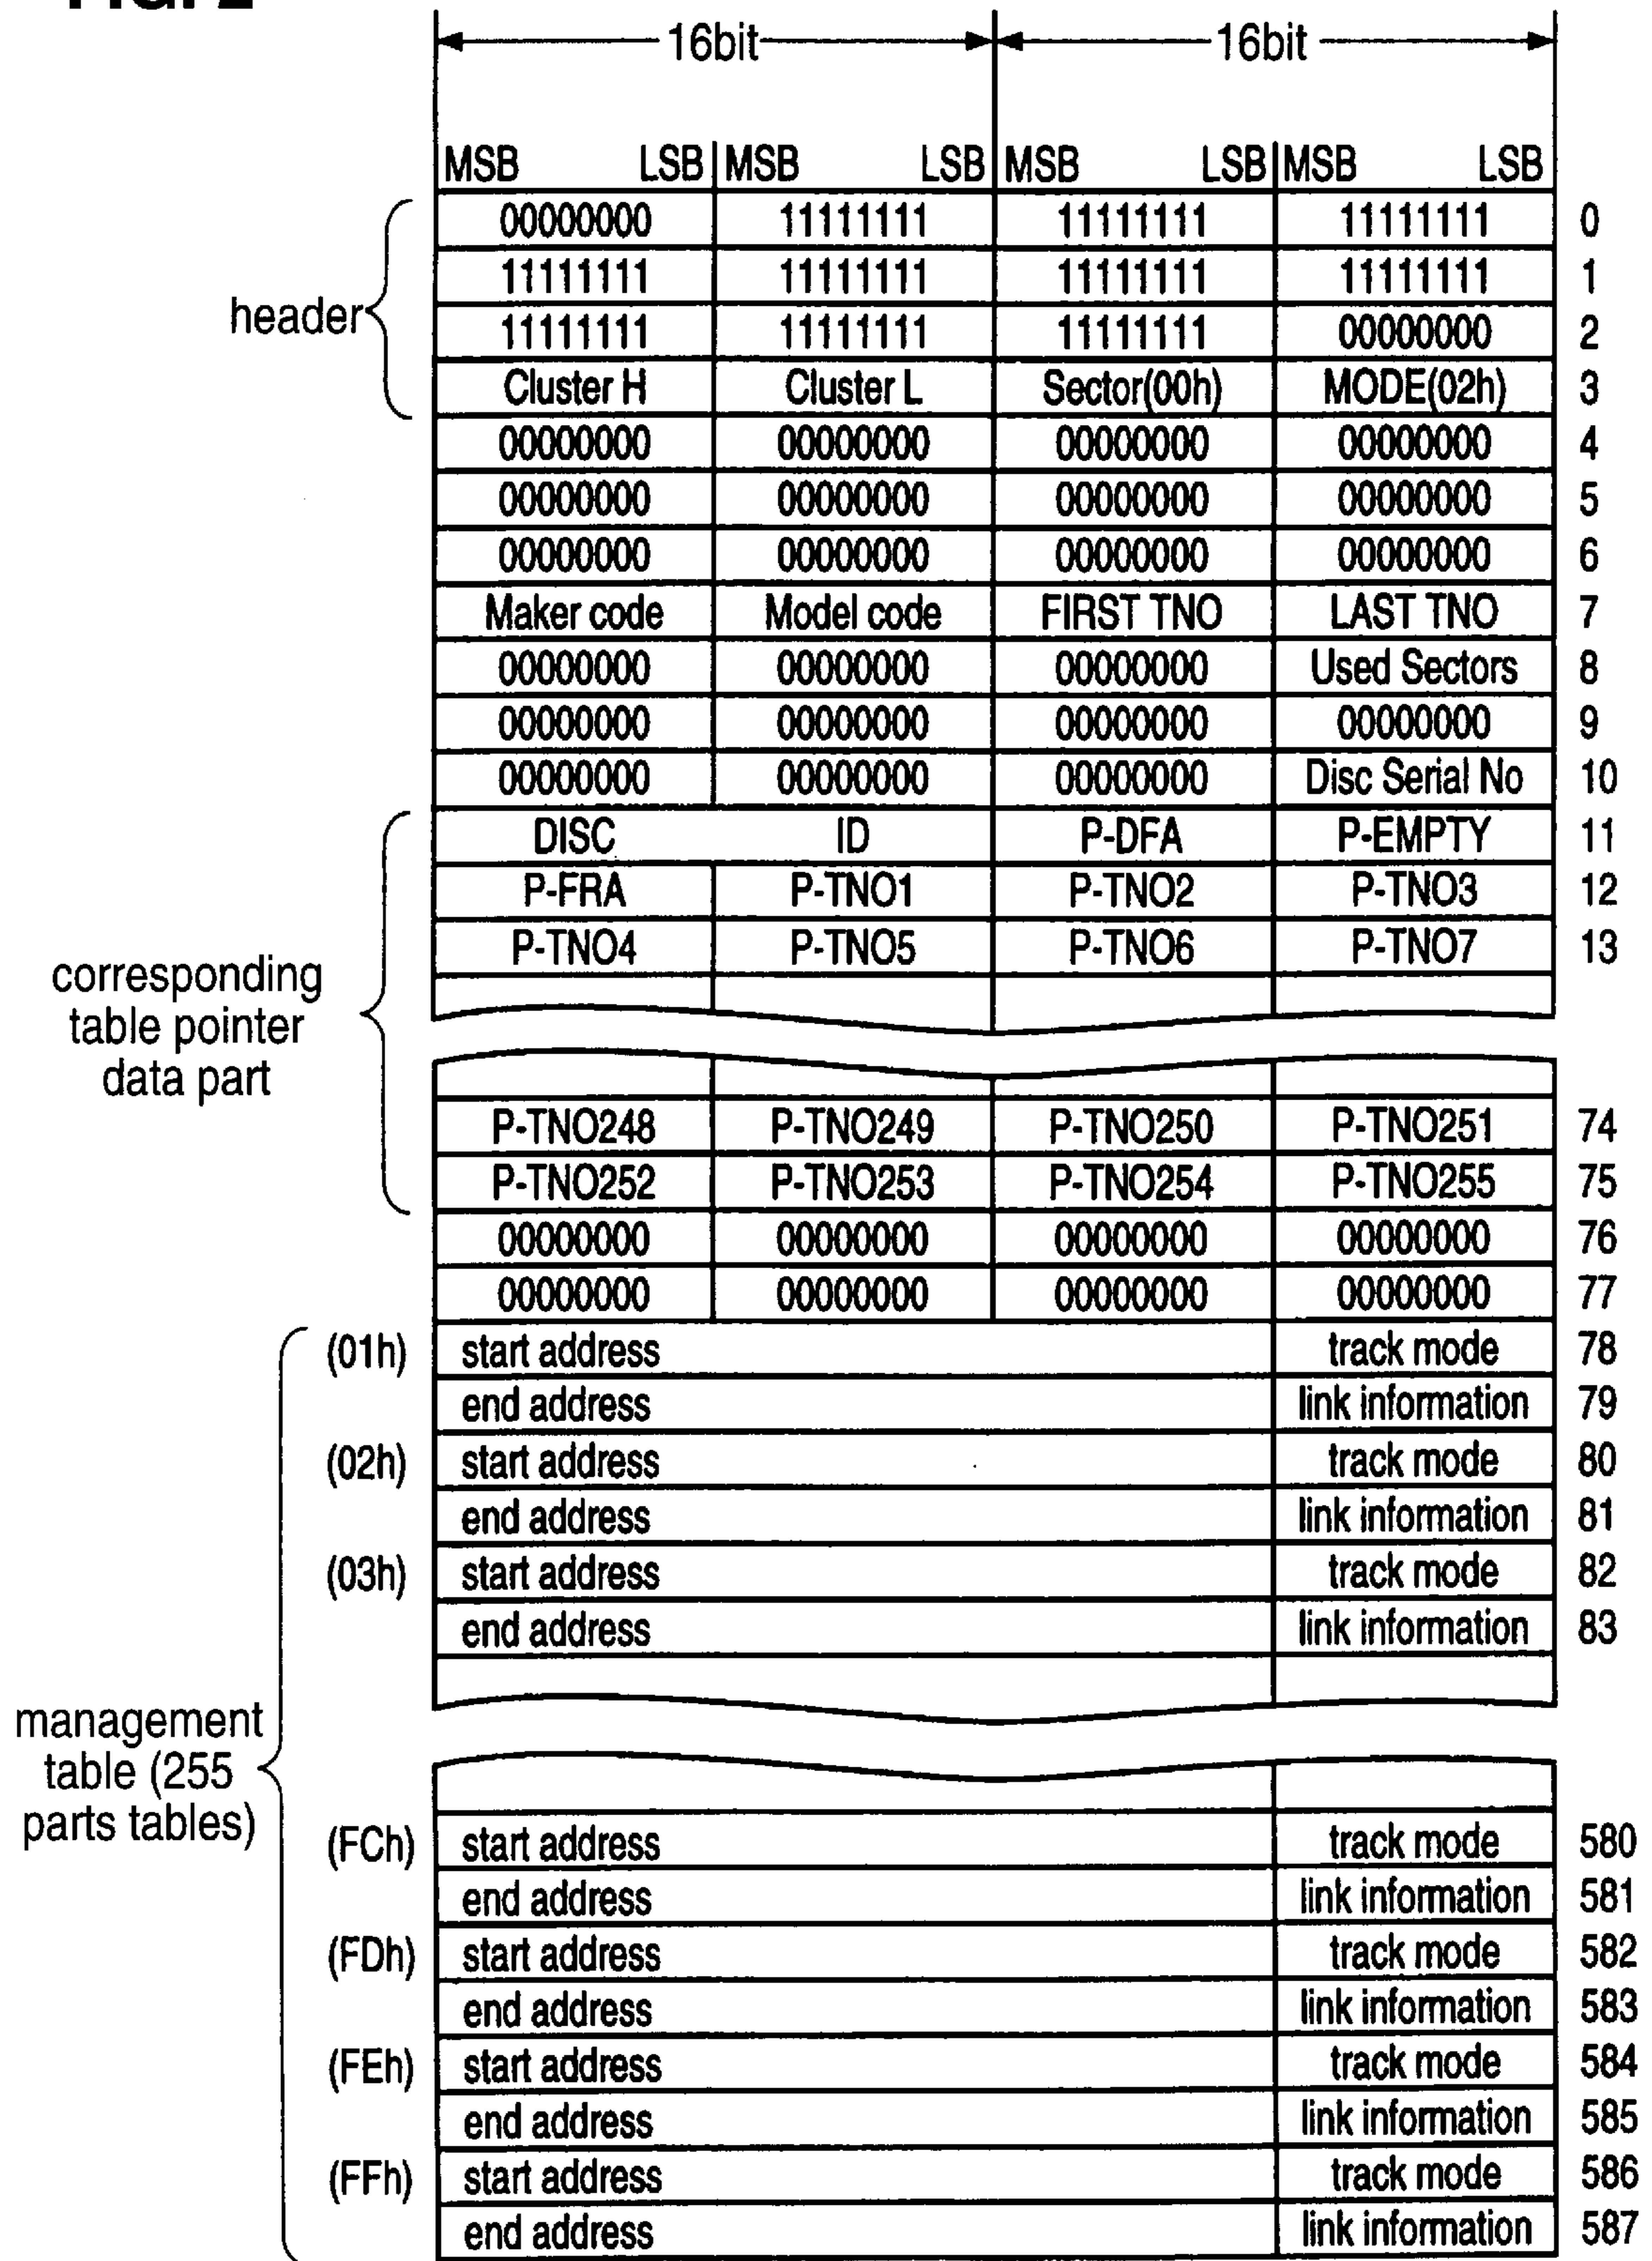 FIG. 2
16bit 16bit
MSB LSB MSB LSB MSB LSB MSB LSB
00000000 11111111 11111111 11111111 0
11111111 11111111 11111111 11111111 1
header
11111111 11111111 11111111 00000000 2
Cluster H Cluster L Sector(00h) MODE(02h) 3
00000000 00000000 00000000 00000000 4
00000000 00000000 00000000 00000000 5
00000000 00000000 00000000 00000000 6
Maker code Model code FIRST TNO LAST TNO 7
00000000 00000000 00000000 Used Sectors 8
00000000 00000000 00000000 00000000 9
00000000 00000000 00000000 Disc Serial No 10
DISC ID P-DFA P-EMPTY 11
P-FRA P-TNO1 P-TNO2 P-TNO3 12
P-TNO4 P-TNO5 P-TNO6 P-TNO7 13
corresponding
table pointer
data part
P-TNO248 P-TNO249 P-TNO250 P-TNO251 74
P-TNO252 P-TNO253 P-TNO254 P-TNO255 75
00000000 00000000 00000000 00000000 76
00000000 00000000 00000000 00000000 77
(01h) start address track mode 78
end address link information 79
(02h) start address track mode 80
end address link information 81
(03h) start address track mode 82
end address link information 83
management
table (255
parts tables)
(FCh) start address track mode 580
end address link information 581
(FDh) start address track mode 582
end address link information 583
(FEh) start address track mode 584
end address link information 585
(FFh) start address track mode 586
end address link information 587